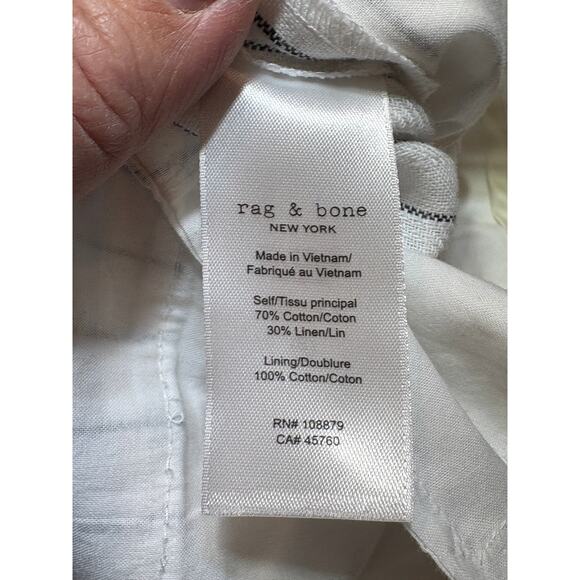 rag & bone
NEW YORK
Made in Vietnam/
Fabriqué au Vietnam
Self/Tissu principal
70% Cotton/Coton
30% Linen/Lin
Lining/Doublure
100% Cotton/Coton
RN# 108879
CA# 45760